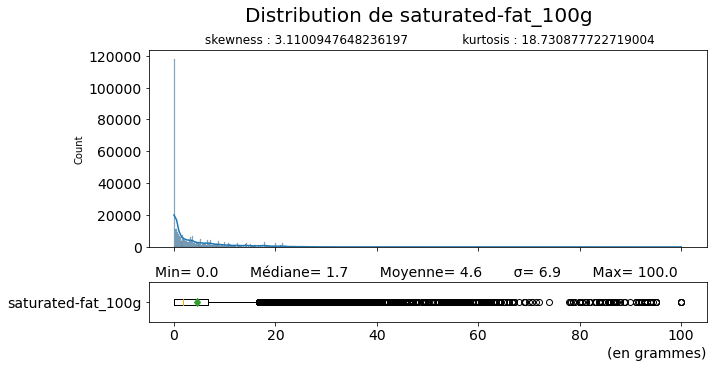 Distribution de saturated-fat_100g
skewness : 3.1100947648236197 kurtosis : 18.730877722719004
120000
100000
80000
60000
40000
20000
0
Count
Min= 0.0 Médiane= 1.7 Moyenne= 4.6 σ= 6.9 Max= 100.0
saturated-fat_100g
0 20 40 60 80 100
(en grammes)